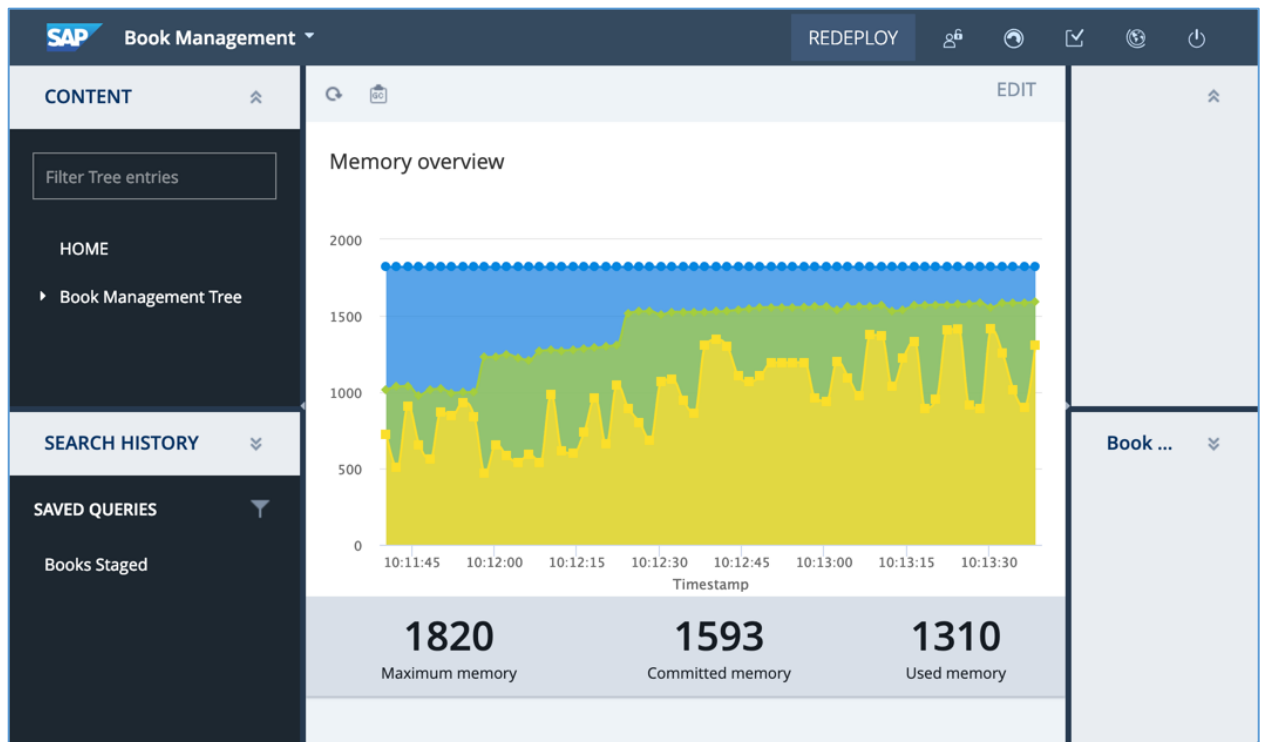 SAP Book Management REDEPLOY
CONTENT
Filter Tree entries
HOME
Book Management Tree
SEARCH HISTORY
SAVED QUERIES
Books Staged
GC EDIT
Memory overview
2000
1500
1000
500
0
10:11:45 10:12:00 10:12:15 10:12:30 10:12:45 10:13:00 10:13:15 10:13:30
Timestamp
1820 1593 1310
Maximum memory Committed memory Used memory
Book ...